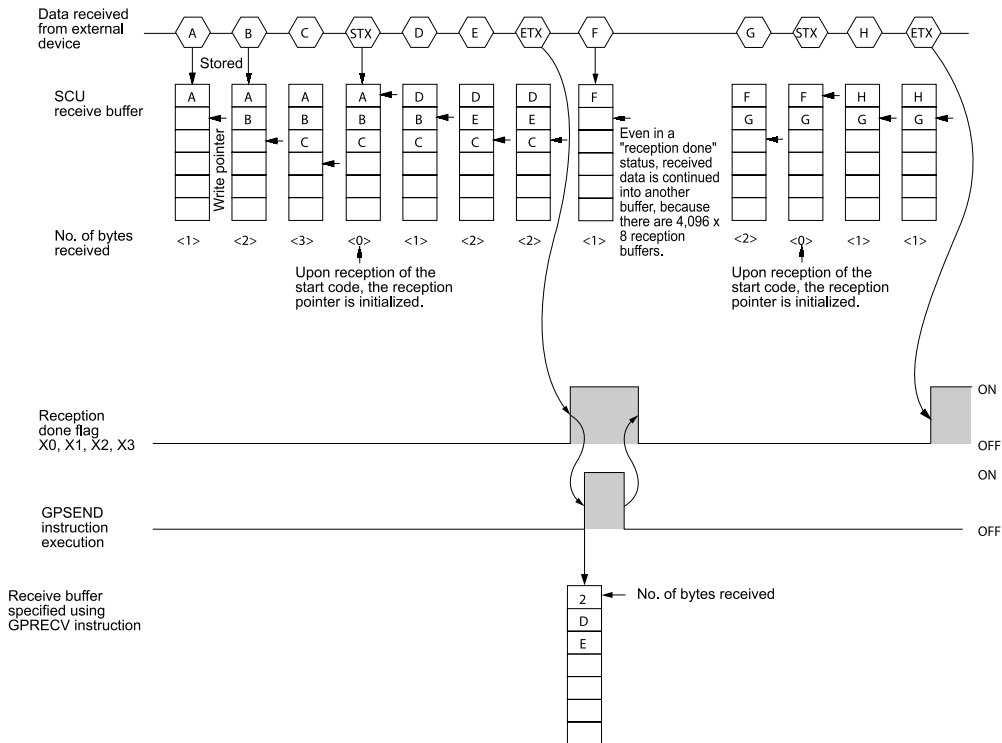 Data received
from external
device
A B C STX D E ETX F G STX H ETX
Stored
SCU
receive buffer
A A A A D D D F F F H H
B B B B E E G G G G
C C C C C
Write pointer
Even in a
"reception done"
status, received
data is continued
into another
buffer, because
there are 4,096 x
8 reception
buffers.
No. of bytes
received
<1> <2> <3> <0> <1> <2> <2> <1> <2> <0> <1> <1>
Upon reception of the
start code, the reception
pointer is initialized.
Upon reception of the
start code, the reception
pointer is initialized.
ON
Reception
done flag
X0, X1, X2, X3
OFF
ON
GPSEND
instruction
execution
OFF
Receive buffer
specified using
GPRECV instruction
2
D
E
No. of bytes received